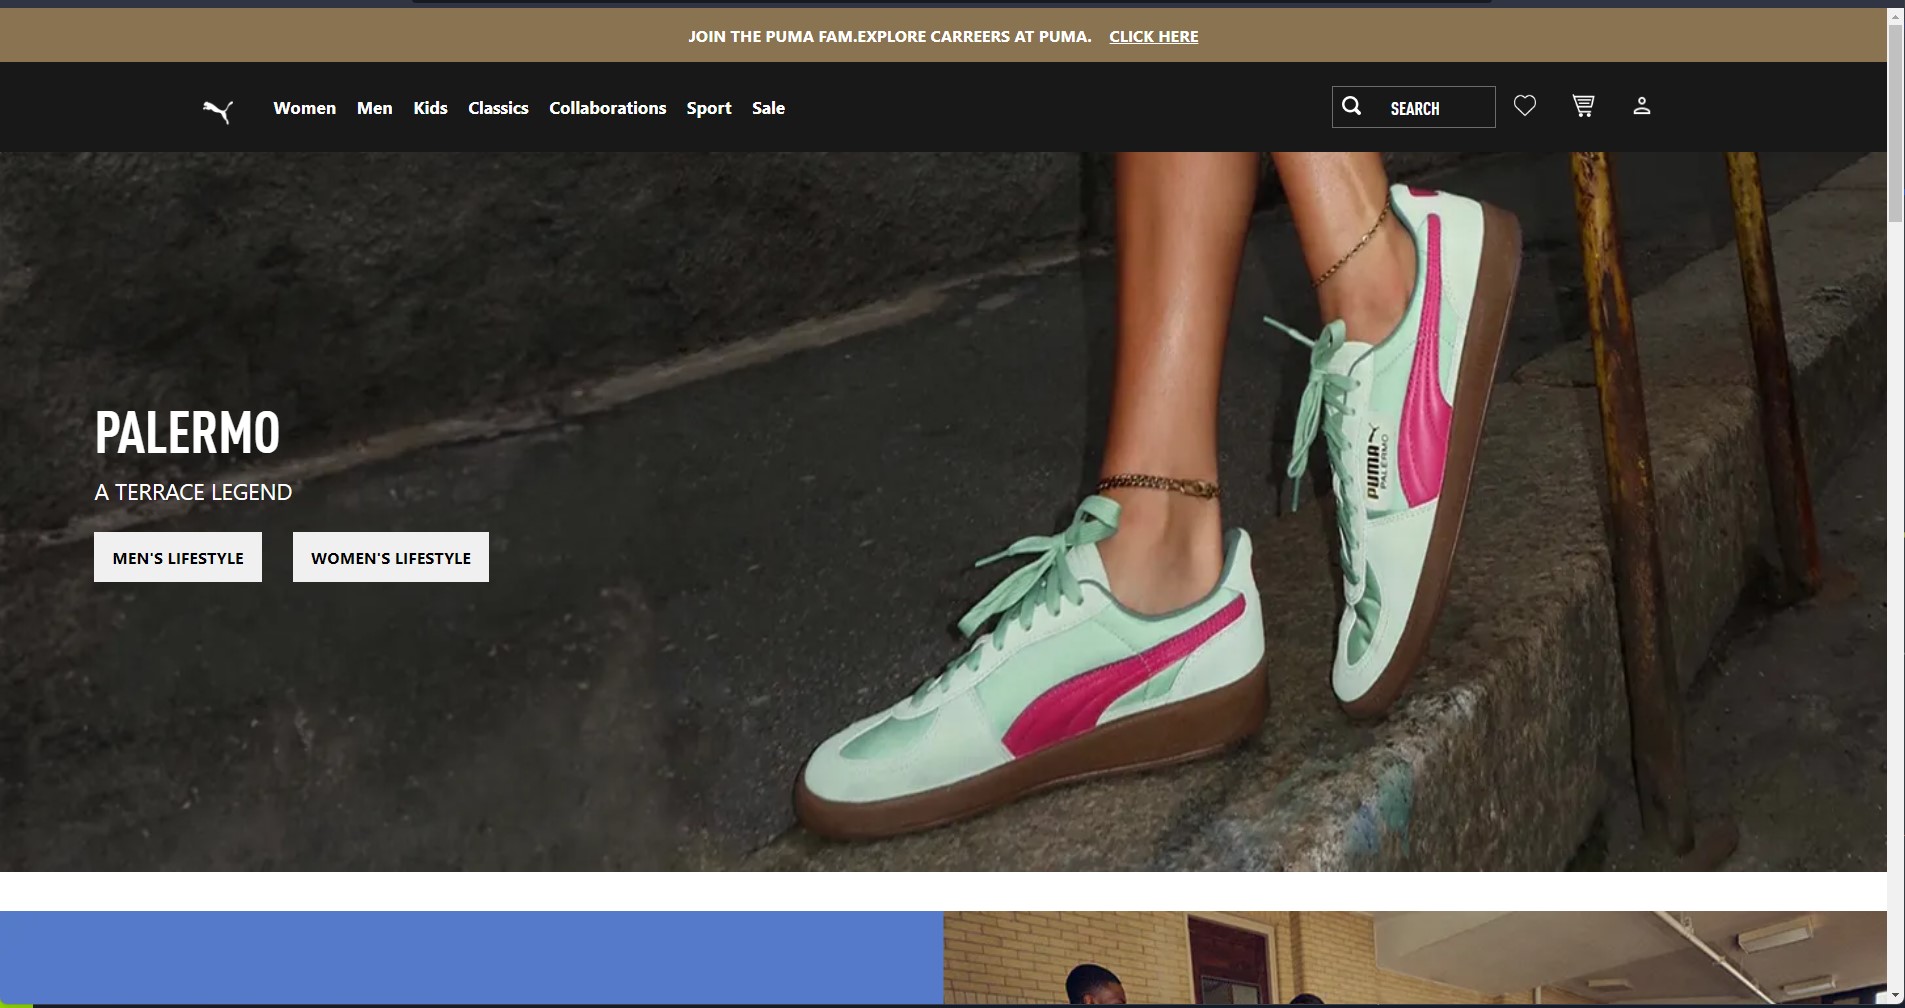 JOIN THE PUMA FAM.EXPLORE CARREERS AT PUMA. CLICK HERE
Women Men Kids Classics Collaborations Sport Sale SEARCH
PALERMO
A TERRACE LEGEND
MEN'S LIFESTYLE WOMEN'S LIFESTYLE
PUMA
PALERMO